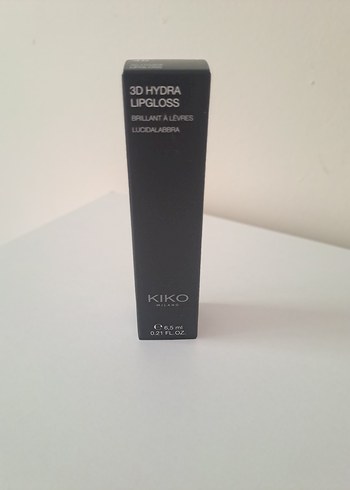 3D HYDRA
LIPGLOSS
BRILLANT À LÈVRES
LUCIDALABBRA
KIKO
MILANO
℮ 6,5 ml
0.21 FL.OZ.